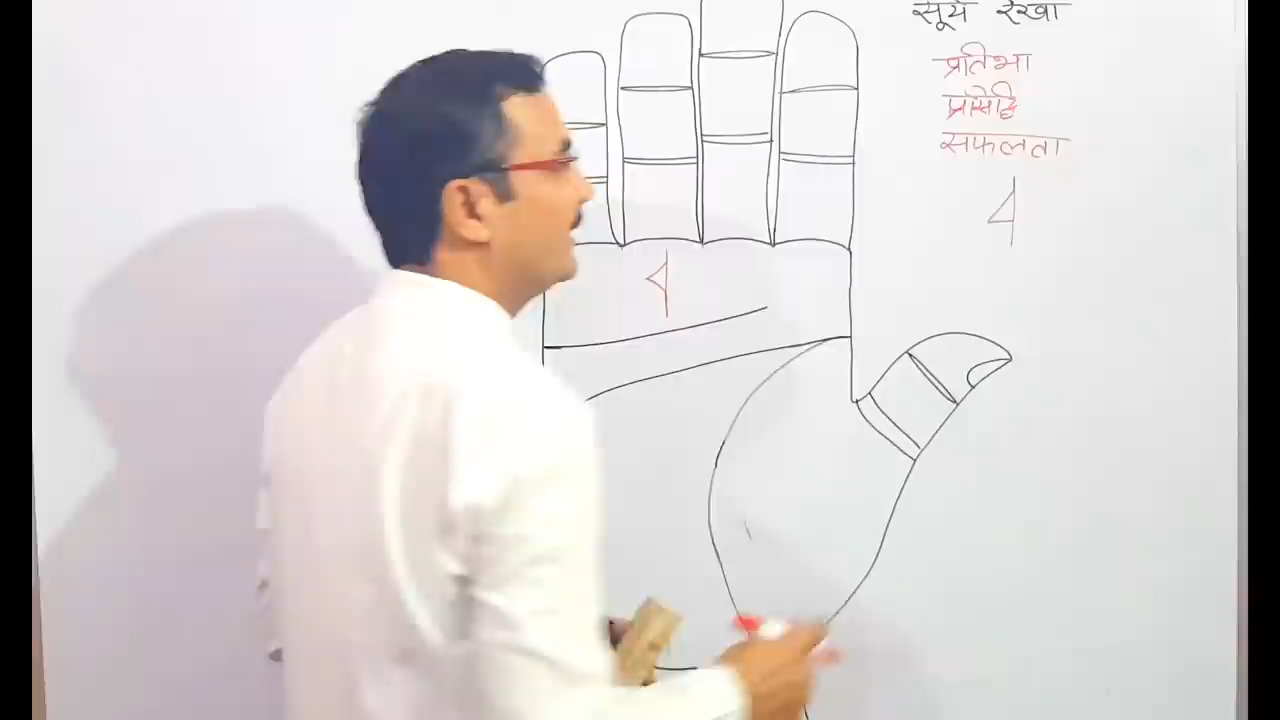 सूर्य रेखा
प्रतिभा
प्रसिद्धि
सफलता